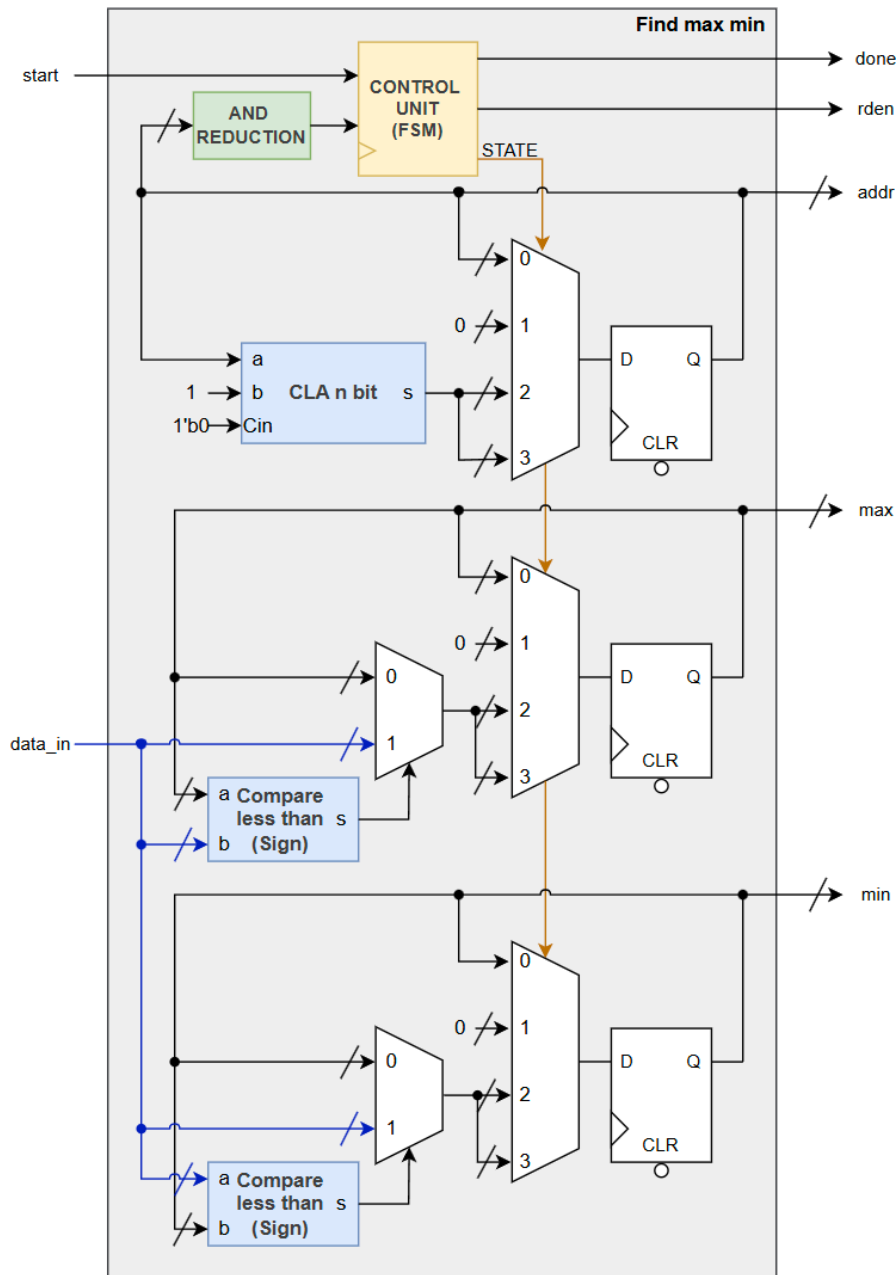 Find max min
start
done
AND
REDUCTION
CONTROL
UNIT
(FSM)
rden
STATE
addr
0
0
1
a
1
b
CLA n bit
s
2
1'b0
Cin
3
D
Q
CLR
max
0
0
1
0
D
Q
2
data_in
1
3
CLR
a
Compare
less than
(Sign)
s
b
min
0
0
1
0
D
Q
2
1
3
CLR
a
Compare
less than
(Sign)
s
b